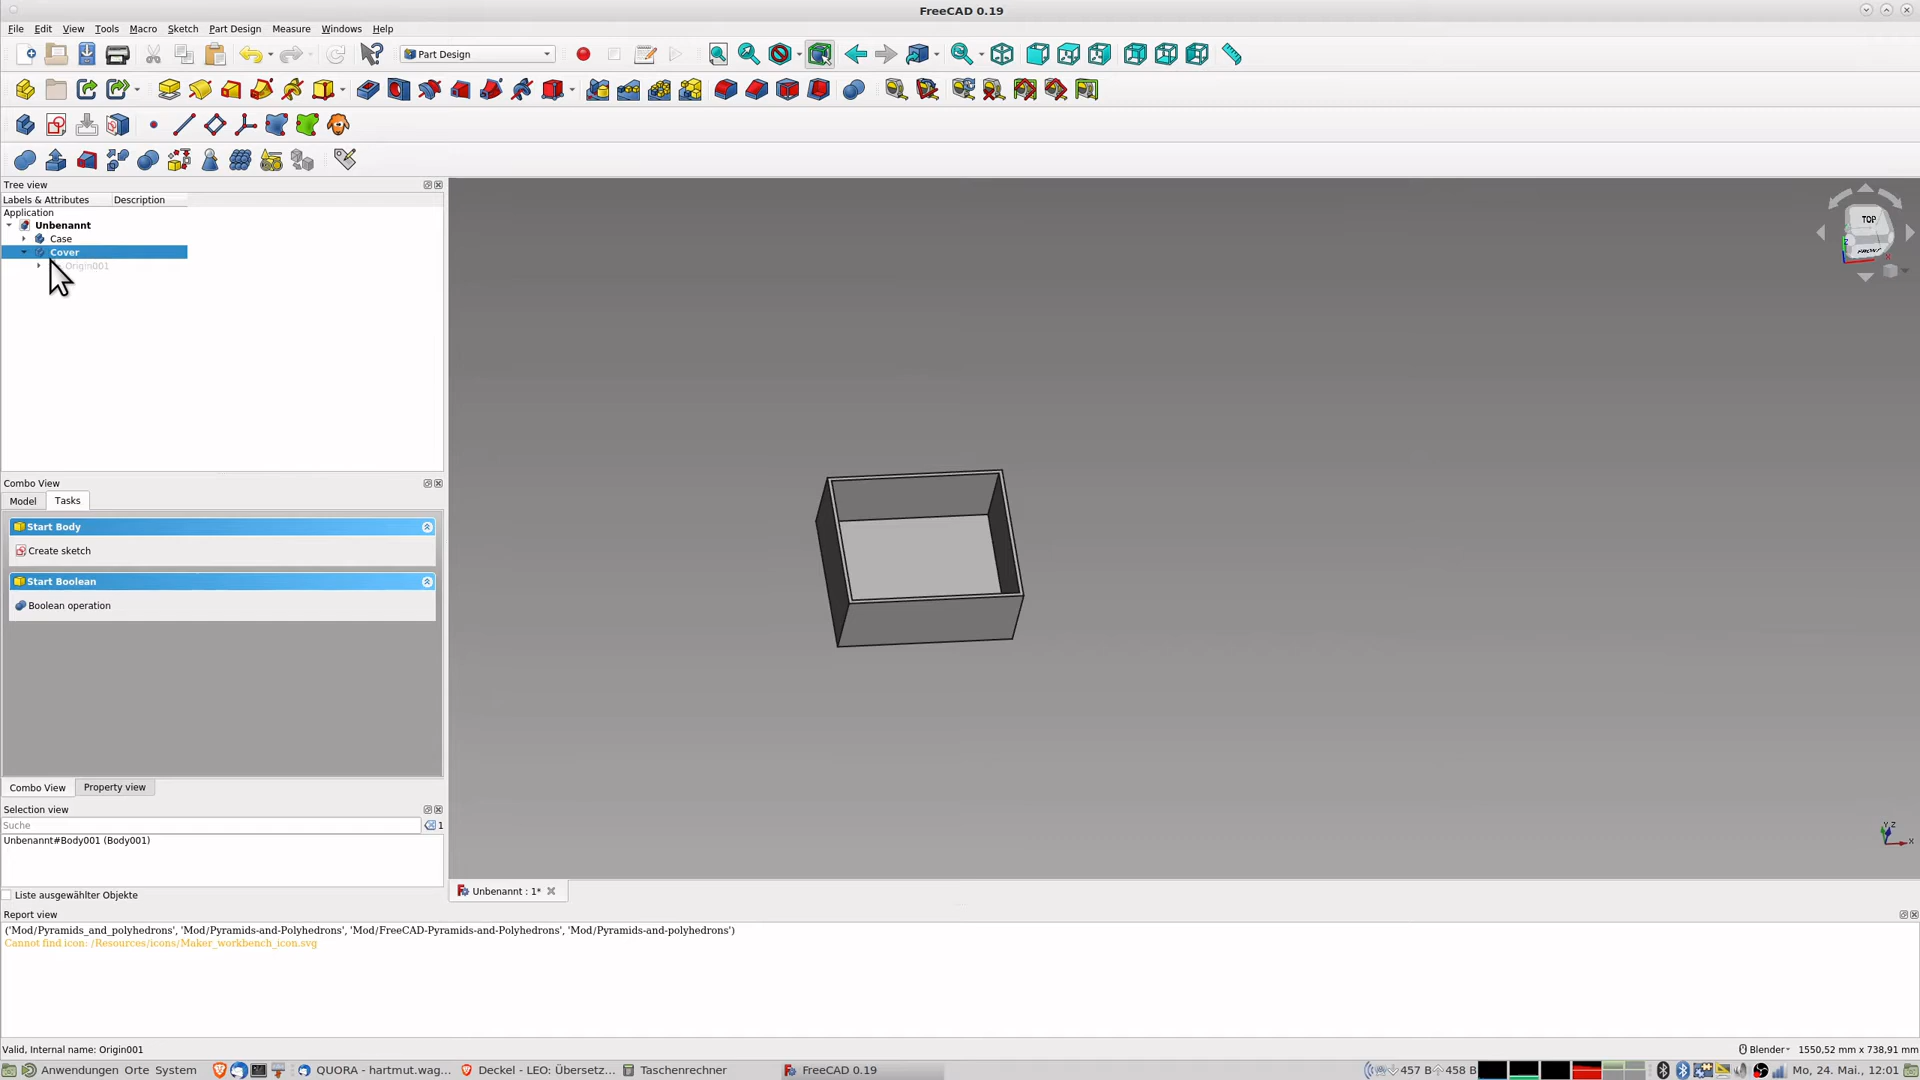 FreeCAD 0.19
File Edit View Tools Macro Sketch Part Design Measure Windows Help
Part Design
Tree view
Labels & Attributes Description
Application
Unbenannt
Case
Cover
Origin001
Combo View
Model Tasks
Start Body
Create sketch
Start Boolean
Boolean operation
Combo View Property view
Selection view
Suche
1
Unbenannt#Body001 (Body001)
Liste ausgewählter Objekte
TOP
FRONT
Z
X
Y Z
X
Unbenannt : 1*
Report view
('Mod/Pyramids_and_polyhedrons', 'Mod/Pyramids-and-Polyhedrons', 'Mod/FreeCAD-Pyramids-and-Polyhedrons', 'Mod/Pyramids-and-polyhedrons')
Cannot find icon: /Resources/icons/Maker_workbench_icon.svg
Valid, Internal name: Origin001
Blender 1550,52 mm x 738,91 mm
Anwendungen Orte System QUORA - hartmut.wag... Deckel - LEO: Übersetz... Taschenrechner FreeCAD 0.19 457 B 458 B Mo, 24. Mai., 12:01